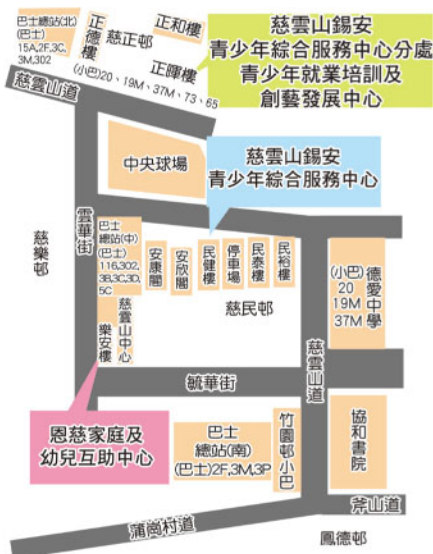 巴士總站(北)
(巴士)
15A,2F,3C,
3M,302
正德樓
慈正邨
正和樓
正暉樓
(小巴)20、19M、37M、73、65
慈雲山錫安
青少年綜合服務中心分處
青少年就業培訓及
創藝發展中心
慈雲山道
中央球場
慈雲山錫安
青少年綜合服務中心
慈樂邨
雲華街
巴士
總站(中)
(巴士)
116,302,
3B,3C,3D,
5C
慈雲山中心
樂安樓
安康閣
安欣閣
民健樓
停車場
民泰樓
民裕樓
慈民邨
慈雲山道
(小巴)
20
19M
37M
德愛中學
毓華街
恩慈家庭及
幼兒互助中心
巴士
總站(南)
(巴士)2F,3M,3P
竹園邨小巴
協和書院
斧山道
蒲崗村道
鳳德邨